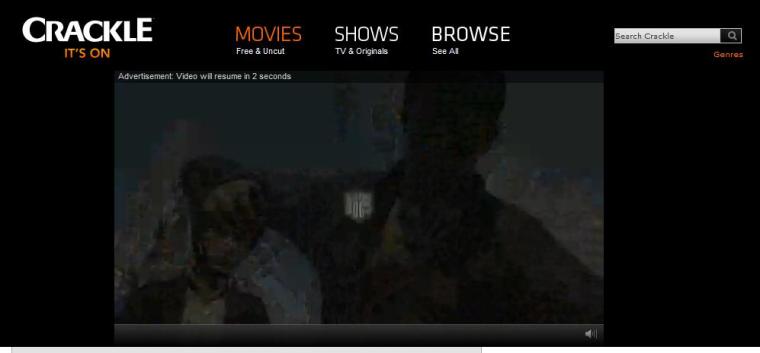 CRACKLE
IT'S ON
MOVIES
Free & Uncut
SHOWS
TV & Originals
BROWSE
See All
Search Crackle
Genres
Advertisement: Video will resume in 2 seconds